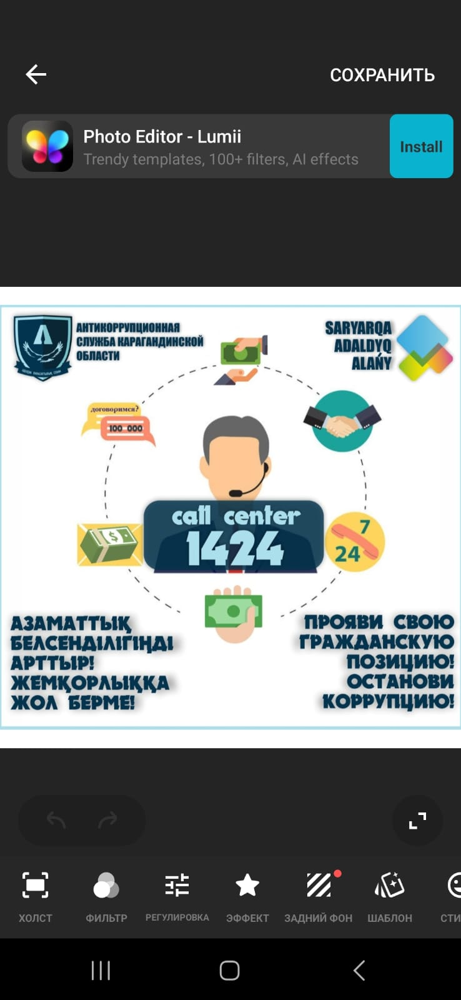 СОХРАНИТЬ
Photo Editor - Lumii
Trendy templates, 100+ filters, AI effects
Install
АНТИКОРРУПЦИОННАЯ
СЛУЖБА КАРАГАНДИНСКОЙ
ОБЛАСТИ
SARYARQA
ADALDYQ
ALAŃY
договоримся?
100 000
call center
1424
7
24
АЗАМАТТЫҚ
БЕЛСЕНДІЛІГІҢДІ
АРТТЫР!
ЖЕМҚОРЛЫҚҚА
ЖОЛ БЕРМЕ!
ПРОЯВИ СВОЮ
ГРАЖДАНСКУЮ
ПОЗИЦИЮ!
ОСТАНОВИ
КОРРУПЦИЮ!
ХОЛСТ
ФИЛЬТР
РЕГУЛИРОВКА
ЭФФЕКТ
ЗАДНИЙ ФОН
ШАБЛОН
СТИ